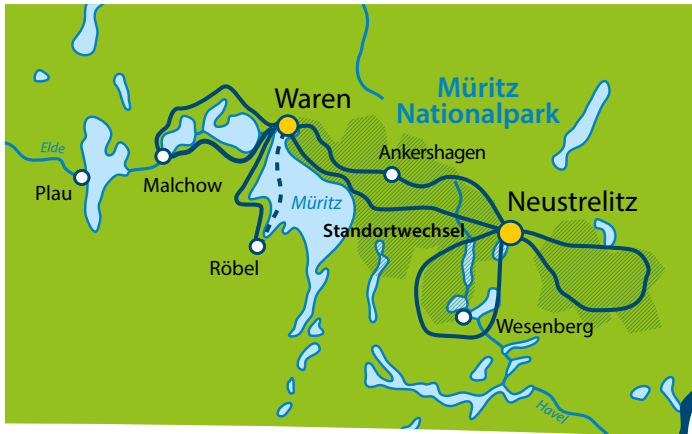 Müritz
Nationalpark
Waren
Elde
Ankershagen
Plau
Malchow
Müritz
Neustrelitz
Standortwechsel
Röbel
Wesenberg
Havel